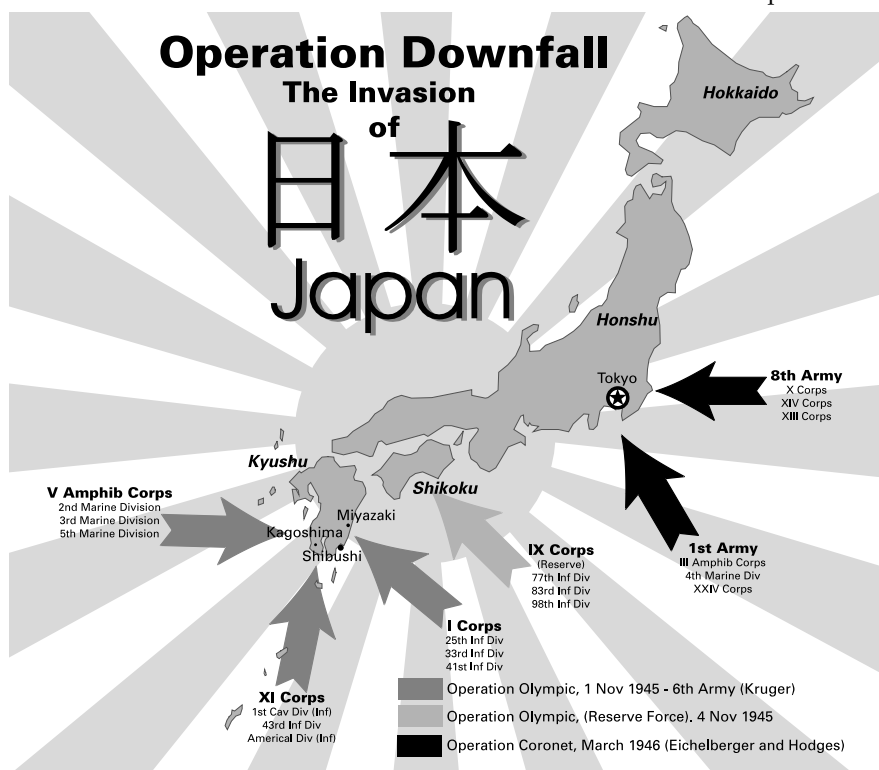 Operation Downfall
The Invasion
of
日本
Japan
Hokkaido
Honshu
Tokyo
8th Army
X Corps
XIV Corps
XIII Corps
Kyushu
Shikoku
V Amphib Corps
2nd Marine Division
3rd Marine Division
5th Marine Division
Miyazaki
Kagoshima
Shibushi
IX Corps
(Reserve)
77th Inf Div
83rd Inf Div
98th Inf Div
1st Army
III Amphib Corps
4th Marine Div
XXIV Corps
I Corps
25th Inf Div
33rd Inf Div
41st Inf Div
XI Corps
1st Cav Div (Inf)
43rd Inf Div
Americal Div (Inf)
Operation Olympic, 1 Nov 1945 - 6th Army (Kruger)
Operation Olympic, (Reserve Force). 4 Nov 1945
Operation Coronet, March 1946 (Eichelberger and Hodges)